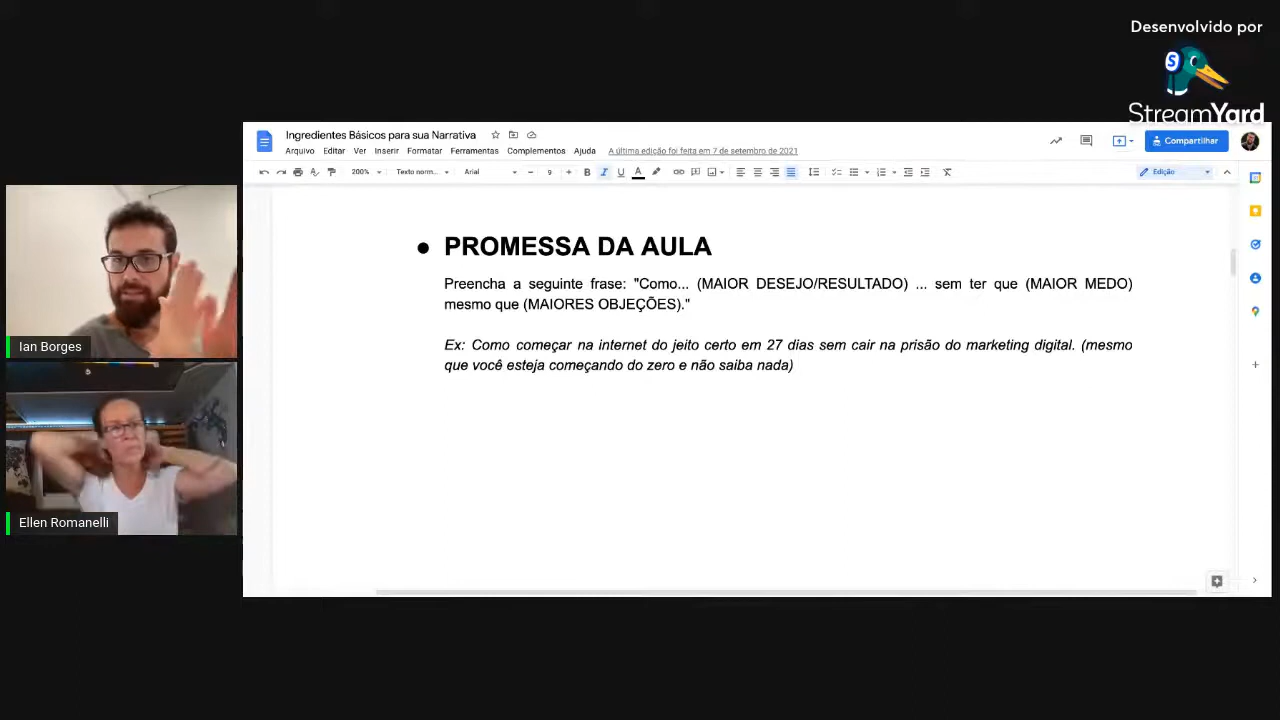 Desenvolvido por
StreamYard
Ingredientes Básicos para sua Narrativa
Arquivo Editar Ver Inserir Formatar Ferramentas Complementos Ajuda A última edição foi feita em 7 de setembro de 2021
Compartilhar
200% Texto norm... Arial 9 Edição
PROMESSA DA AULA
Preencha a seguinte frase: "Como... (MAIOR DESEJO/RESULTADO) ... sem ter que (MAIOR MEDO)
mesmo que (MAIORES OBJEÇÕES)."
Ex: Como começar na internet do jeito certo em 27 dias sem cair na prisão do marketing digital. (mesmo
que você esteja começando do zero e não saiba nada)
Ian Borges
Ellen Romanelli